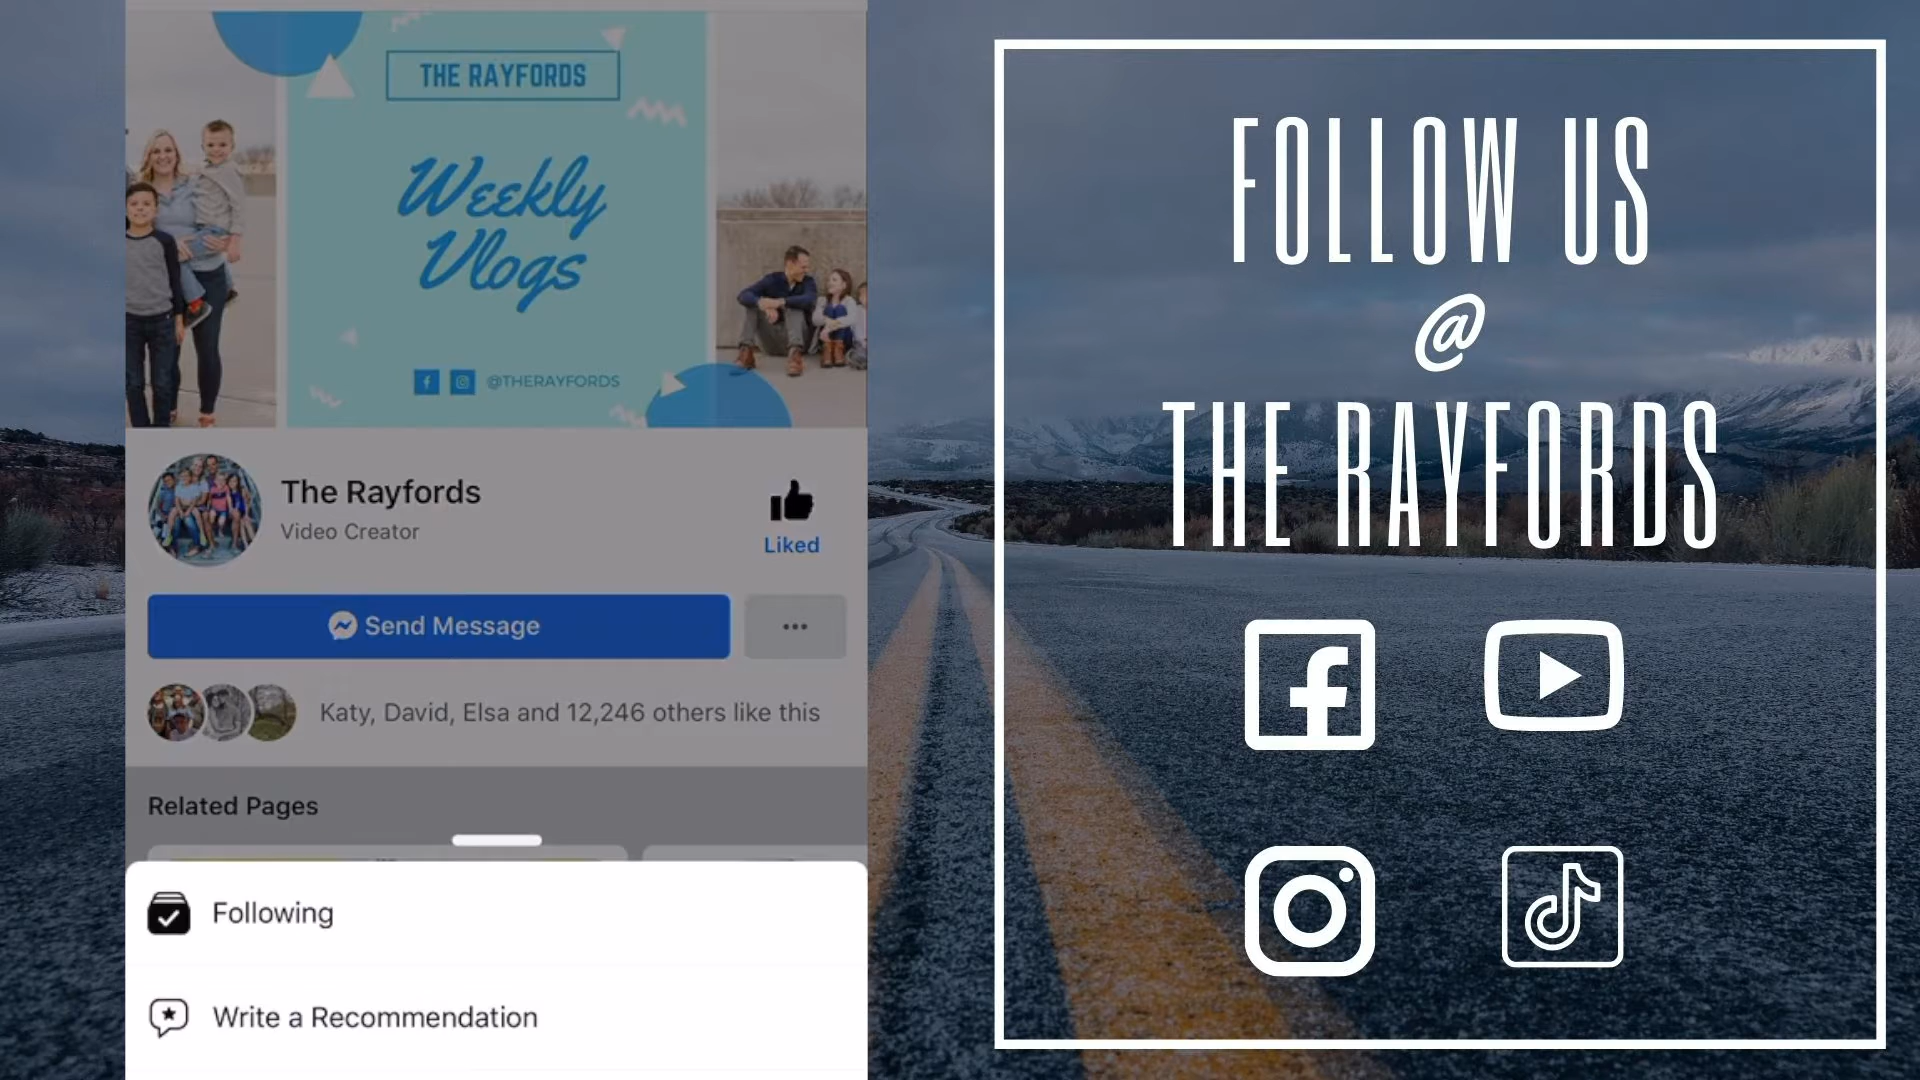 THE RAYFORDS
Weekly
Vlogs
@THERAYFORDS
The Rayfords
Video Creator
Liked
Send Message
Katy, David, Elsa and 12,246 others like this
Related Pages
Following
Write a Recommendation
FOLLOW US
@
THE RAYFORDS